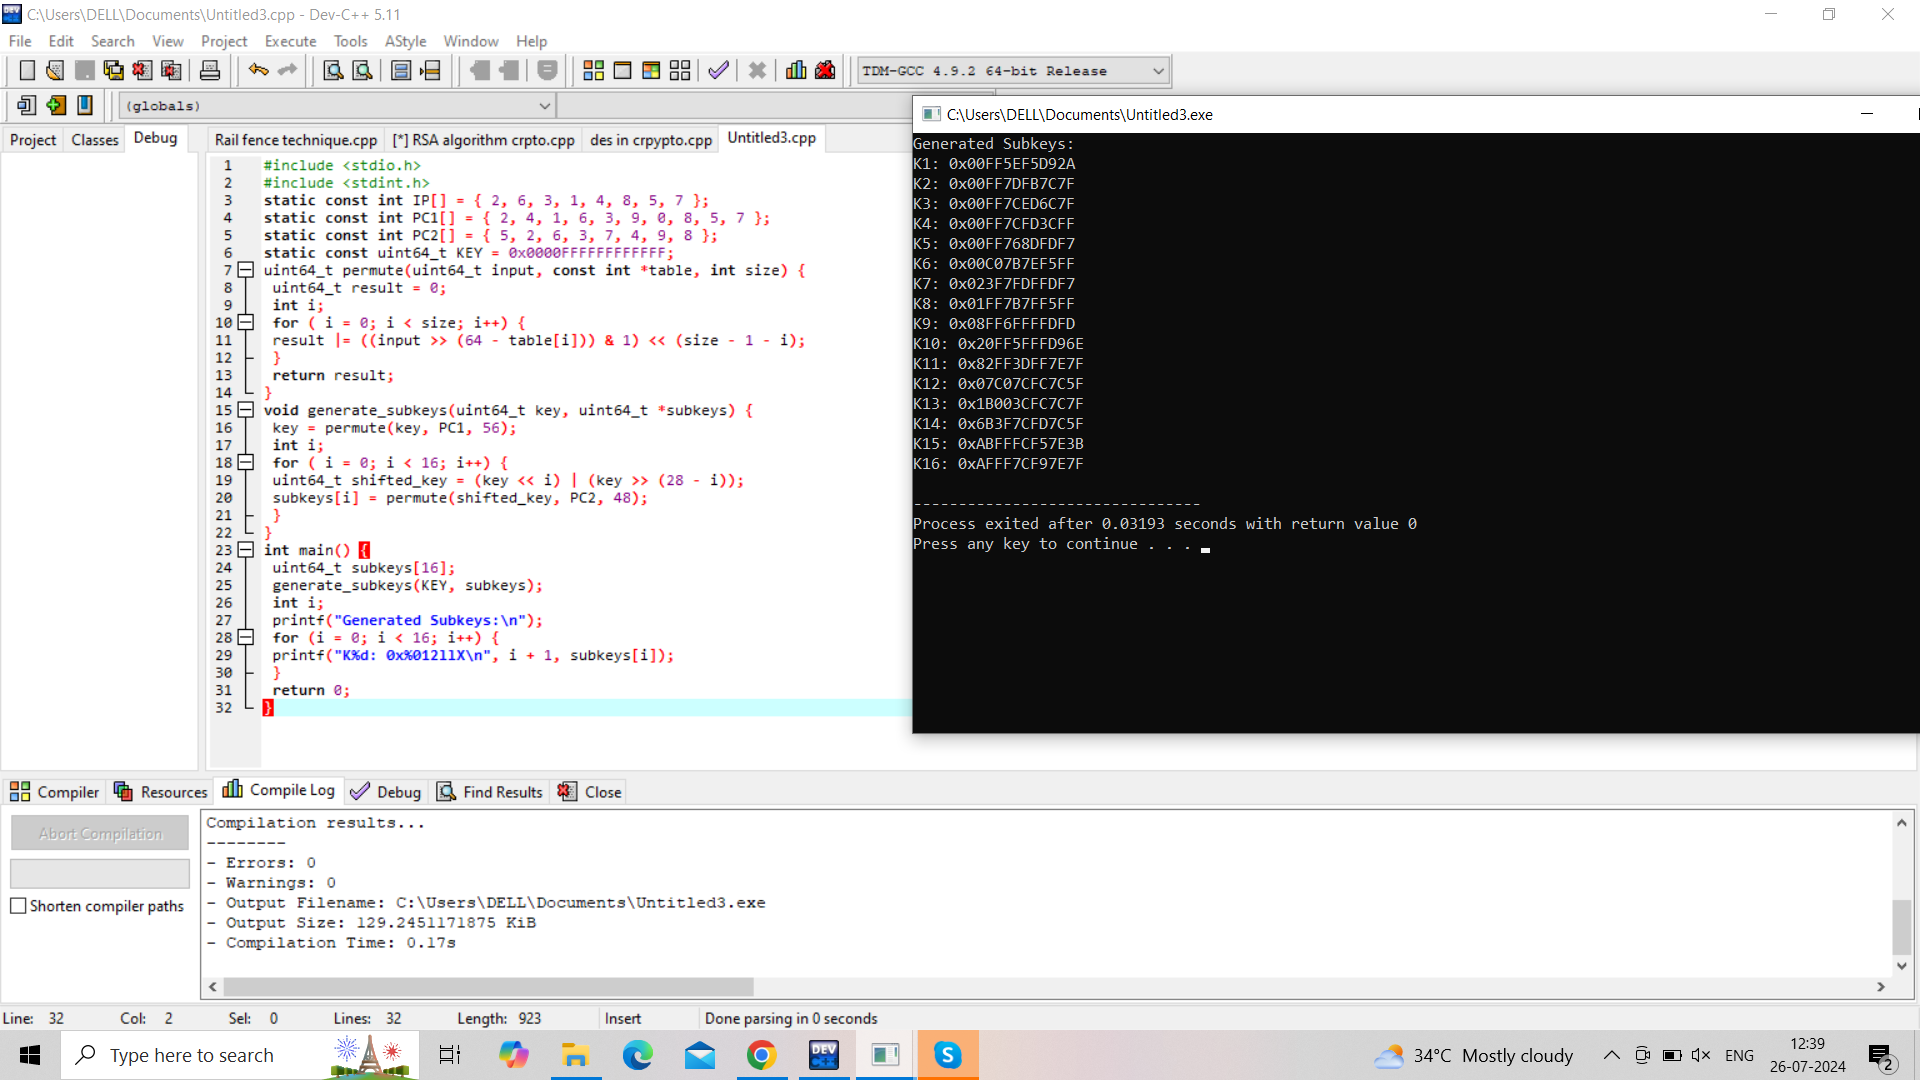 C:\Users\DELL\Documents\Untitled3.cpp - Dev-C++ 5.11
File Edit Search View Project Execute Tools AStyle Window Help
TDM-GCC 4.9.2 64-bit Release
(globals)
Project Classes Debug
Rail fence technique.cpp [*] RSA algorithm crpto.cpp des in crpypto.cpp Untitled3.cpp
1 #include <stdio.h>
2 #include <stdint.h>
3 static const int IP[] = { 2, 6, 3, 1, 4, 8, 5, 7 };
4 static const int PC1[] = { 2, 4, 1, 6, 3, 9, 0, 8, 5, 7 };
5 static const int PC2[] = { 5, 2, 6, 3, 7, 4, 9, 8 };
6 static const uint64_t KEY = 0x0000FFFFFFFFFFFF;
7 uint64_t permute(uint64_t input, const int *table, int size) {
8 uint64_t result = 0;
9 int i;
10 for ( i = 0; i < size; i++) {
11 result |= ((input >> (64 - table[i])) & 1) << (size - 1 - i);
12 }
13 return result;
14 }
15 void generate_subkeys(uint64_t key, uint64_t *subkeys) {
16 key = permute(key, PC1, 56);
17 int i;
18 for ( i = 0; i < 16; i++) {
19 uint64_t shifted_key = (key << i) | (key >> (28 - i));
20 subkeys[i] = permute(shifted_key, PC2, 48);
21 }
22 }
23 int main() {
24 uint64_t subkeys[16];
25 generate_subkeys(KEY, subkeys);
26 int i;
27 printf("Generated Subkeys:\n");
28 for (i = 0; i < 16; i++) {
29 printf("K%d: 0x%012llX\n", i + 1, subkeys[i]);
30 }
31 return 0;
32 }
C:\Users\DELL\Documents\Untitled3.exe
Generated Subkeys:
K1: 0x00FF5EF5D92A
K2: 0x00FF7DFB7C7F
K3: 0x00FF7CED6C7F
K4: 0x00FF7CFD3CFF
K5: 0x00FF768DFDF7
K6: 0x00C07B7EF5FF
K7: 0x023F7FDFFDF7
K8: 0x01FF7B7FF5FF
K9: 0x08FF6FFFFDFD
K10: 0x20FF5FFFD96E
K11: 0x82FF3DFF7E7F
K12: 0x07C07CFC7C5F
K13: 0x1B003CFC7C7F
K14: 0x6B3F7CFD7C5F
K15: 0xABFFFCF57E3B
K16: 0xAFFF7CF97E7F
--------------------------------
Process exited after 0.03193 seconds with return value 0
Press any key to continue . . .
Compiler Resources Compile Log Debug Find Results Close
Abort Compilation
Shorten compiler paths
Compilation results...
--------
- Errors: 0
- Warnings: 0
- Output Filename: C:\Users\DELL\Documents\Untitled3.exe
- Output Size: 129.2451171875 KiB
- Compilation Time: 0.17s
Line: 32 Col: 2 Sel: 0 Lines: 32 Length: 923 Insert Done parsing in 0 seconds
Type here to search
DEV C++
34°C Mostly cloudy
ENG
12:39
26-07-2024
2